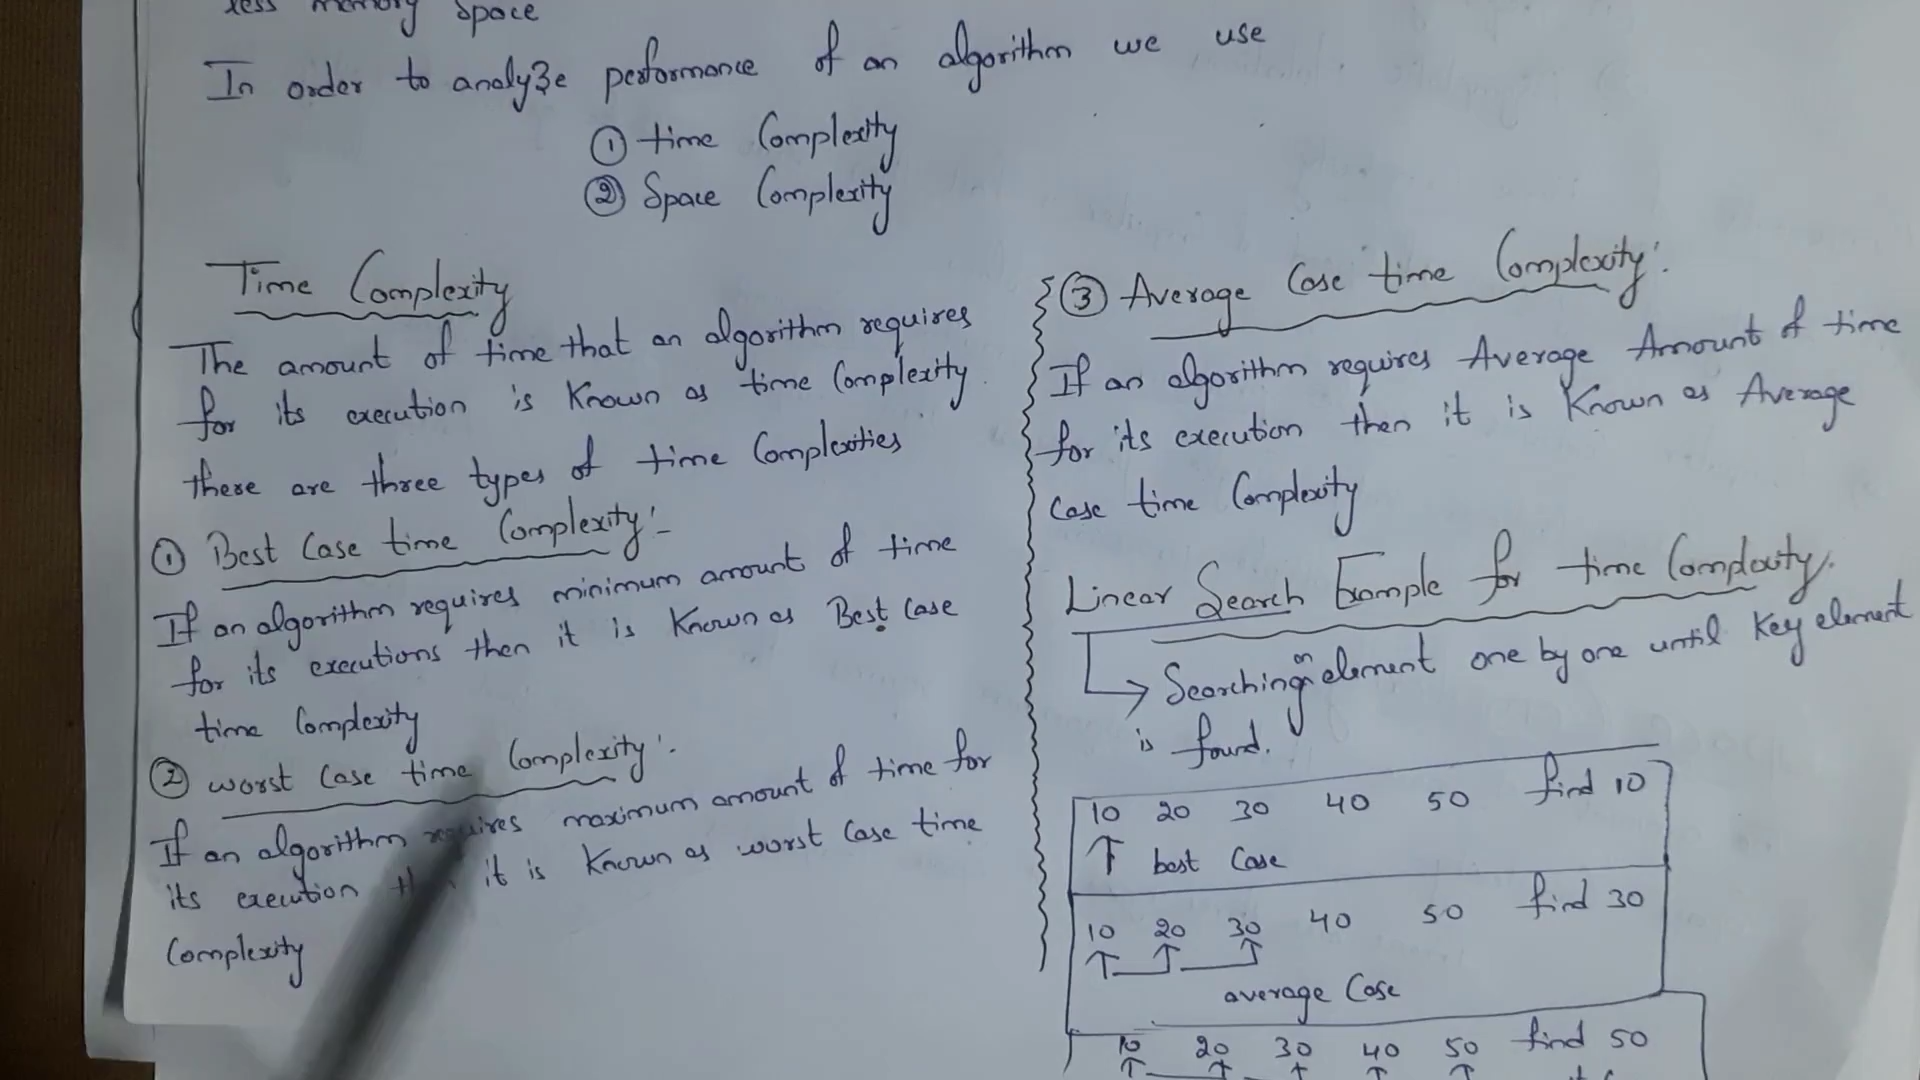 less memory space
In order to analyze performance of an algorithm we use
① time Complexity
② Space Complexity
Time Complexity
The amount of time that an algorithm requires
for its execution is Known as time Complexity
there are three types of time Complexities
① Best Case time Complexity:-
If an algorithm requires minimum amount of time
for its executions then it is Known as Best Case
time Complexity
② worst Case time Complexity:-
If an algorithm requires maximum amount of time for
its execution it is Known as worst Case time
Complexity
③ Average Case time Complexity:
If an algorithm requires Average Amount of time
for its execution then it is Known as Average
Case time Complexity
Linear Search Example for time Complexity.
→ Searching an element one by one until Key element
is found.
10 20 30 40 50 find 10
↑ best Case
10 20 30 40 50 find 30
↑ ↑ ↑
average Case
10 20 30 40 50 find 50
↑ ↑ ↑ ↑ ↑